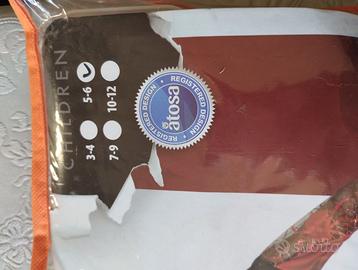 CHILDREN
3-4
5-6
7-9
10-12
REGISTERED DESIGN
atosa
REGISTERED DESIGN